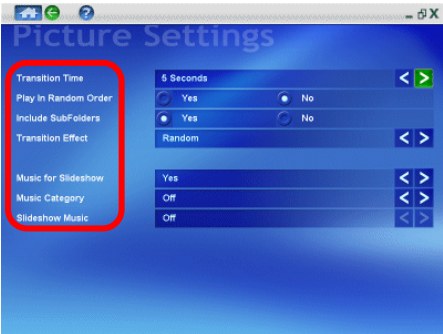 Picture Settings
Transition Time 5 Seconds < >
Play In Random Order Yes No
Include SubFolders Yes No
Transition Effect Random < >
Music for Slideshow Yes < >
Music Category Off < >
Slideshow Music Off < >